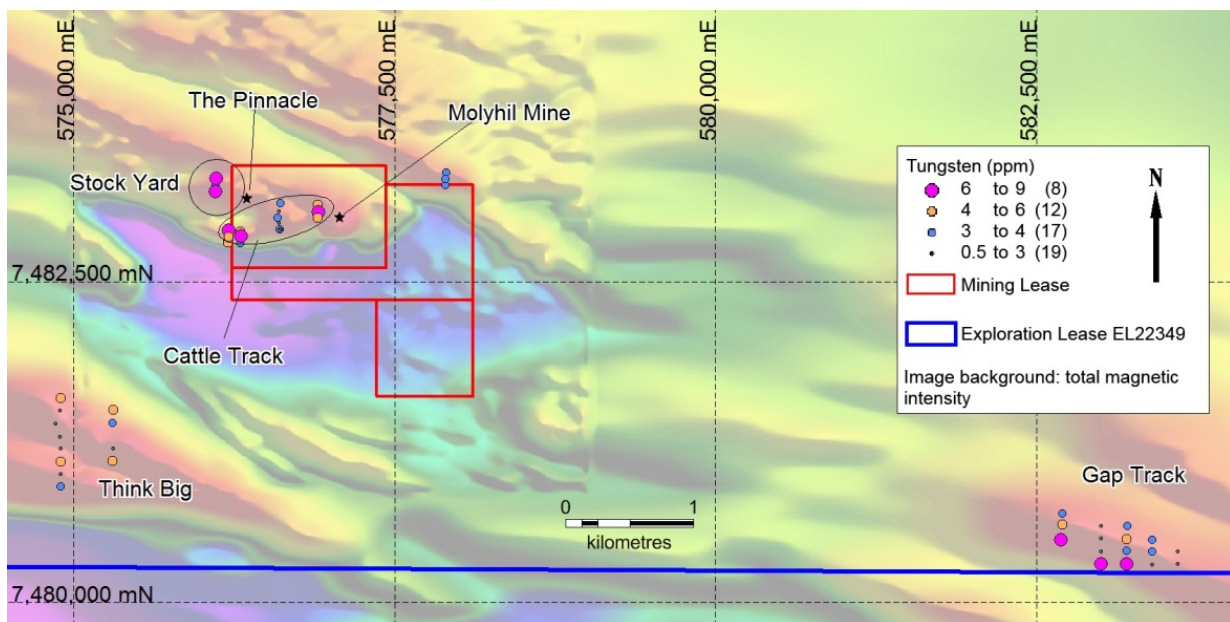 575,000 mE
577,500 mE
580,000 mE
582,500 mE
The Pinnacle
Molyhil Mine
Stock Yard
7,482,500 mN
Cattle Track
Think Big
Gap Track
7,480,000 mN
0 1
kilometres
Tungsten (ppm)
6 to 9 (8)
4 to 6 (12)
3 to 4 (17)
0.5 to 3 (19)
Mining Lease
Exploration Lease EL22349
Image background: total magnetic
intensity
N